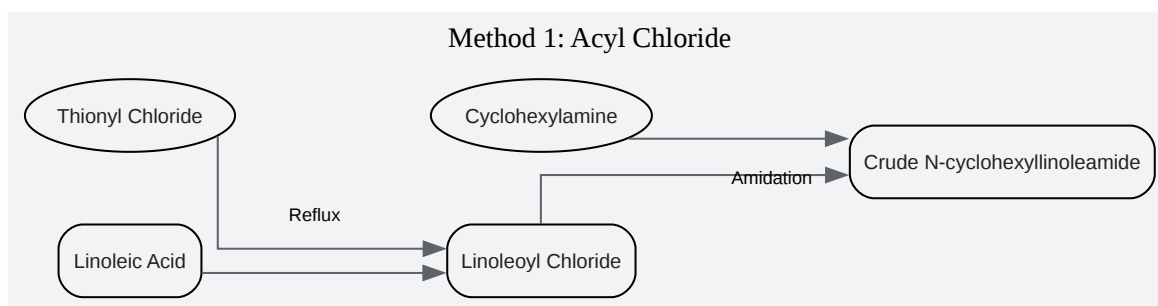 Method 1: Acyl Chloride
Thionyl Chloride
Cyclohexylamine
Crude N-cyclohexyllinoleamide
Amidation
Reflux
Linoleic Acid
Linoleoyl Chloride